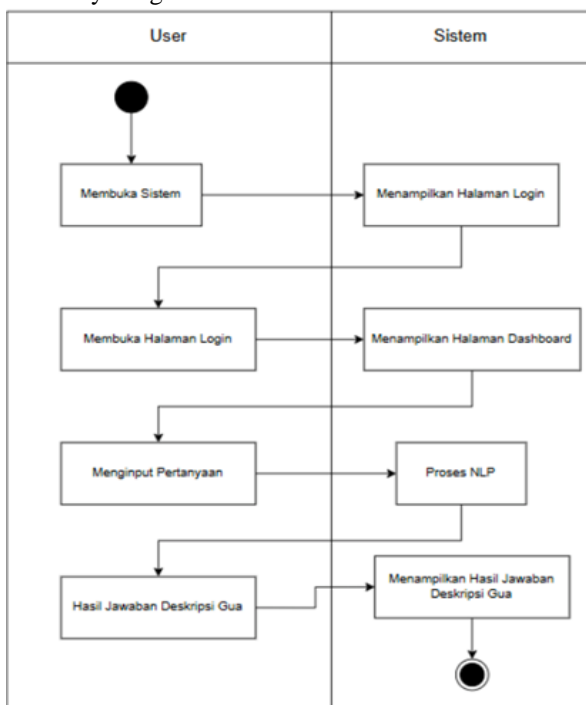 User
Sistem
Membuka Sistem
Menampilkan Halaman Login
Membuka Halaman Login
Menampilkan Halaman Dashboard
Menginput Pertanyaan
Proses NLP
Hasil Jawaban Deskripsi Gua
Menampilkan Hasil Jawaban
Deskripsi Gua